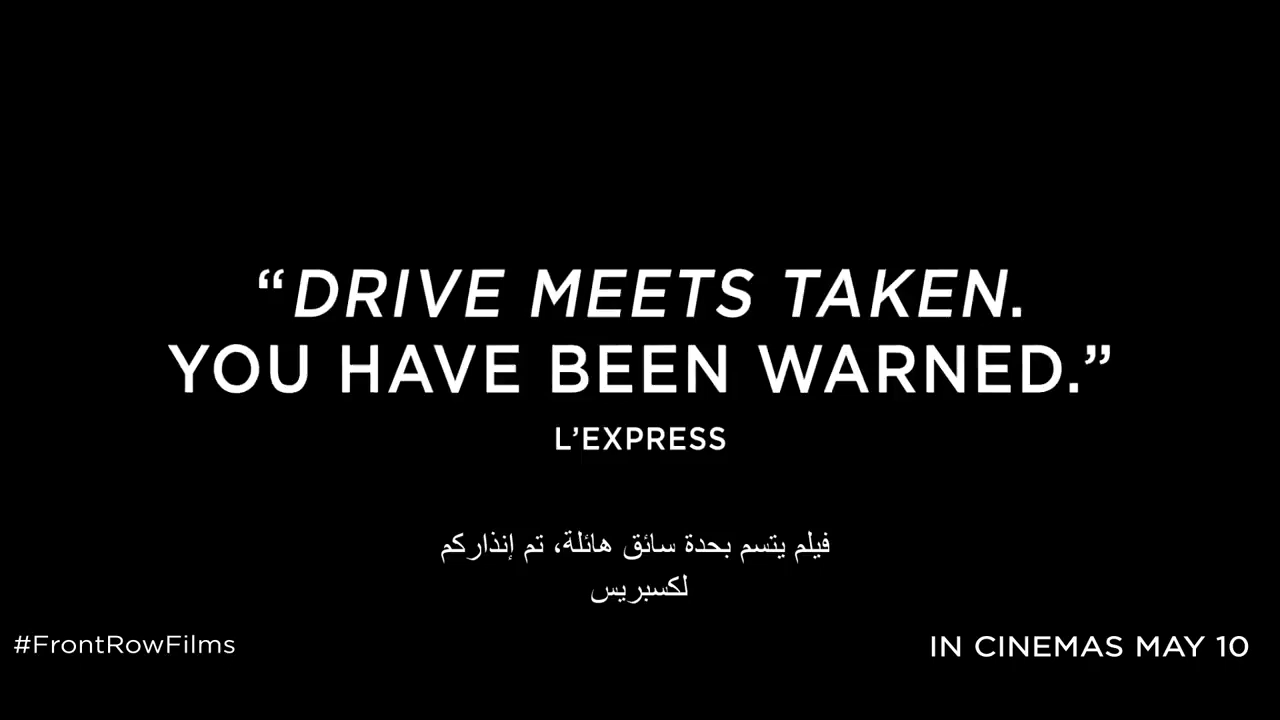 “DRIVE MEETS TAKEN.
YOU HAVE BEEN WARNED.”
L’EXPRESS
فيلم يتسم بحدة سائق هائلة، تم إنذاركم
لكسبريس
#FrontRowFilms
IN CINEMAS MAY 10